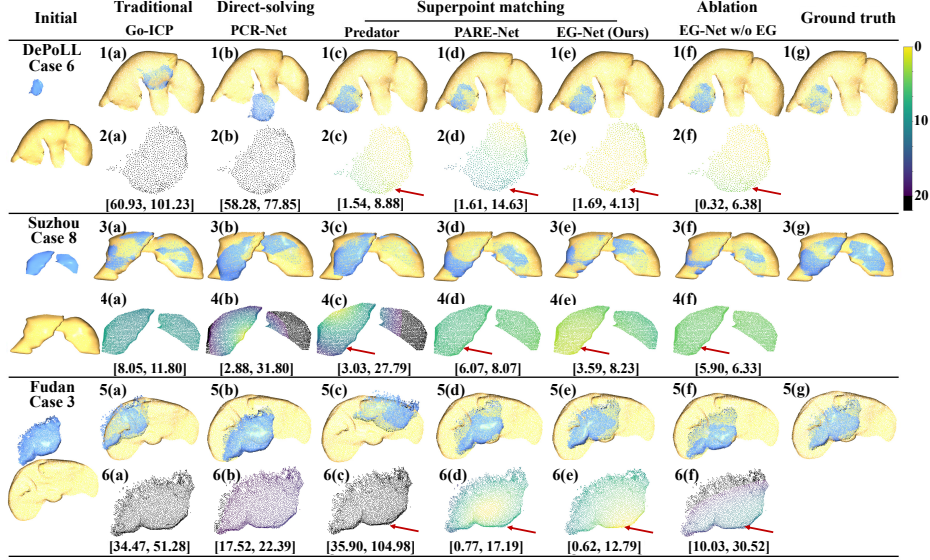 Initial Traditional Direct-solving Superpoint matching Ablation Ground truth
Go-ICP PCR-Net Predator PARE-Net EG-Net (Ours) EG-Net w/o EG
DePoLL
Case 6
1(a) 1(b) 1(c) 1(d) 1(e) 1(f) 1(g)
2(a) 2(b) 2(c) 2(d) 2(e) 2(f)
[60.93, 101.23] [58.28, 77.85] [1.54, 8.88] [1.61, 14.63] [1.69, 4.13] [0.32, 6.38]
0
10
20
Suzhou
Case 8
3(a) 3(b) 3(c) 3(d) 3(e) 3(f) 3(g)
4(a) 4(b) 4(c) 4(d) 4(e) 4(f)
[8.05, 11.80] [2.88, 31.80] [3.03, 27.79] [6.07, 8.07] [3.59, 8.23] [5.90, 6.33]
Fudan
Case 3
5(a) 5(b) 5(c) 5(d) 5(e) 5(f) 5(g)
6(a) 6(b) 6(c) 6(d) 6(e) 6(f)
[34.47, 51.28] [17.52, 22.39] [35.90, 104.98] [0.77, 17.19] [0.62, 12.79] [10.03, 30.52]